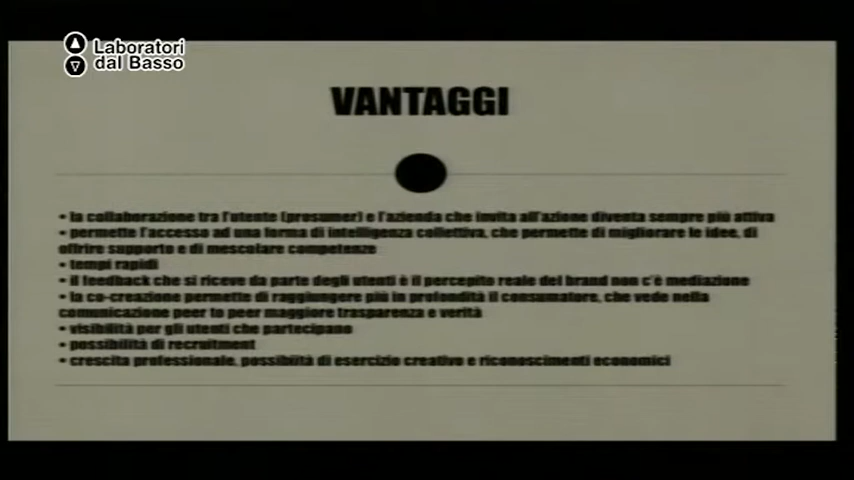 Laboratori
dal Basso
VANTAGGI
• la collaborazione tra l'utente (prosumer) e l'azienda che invita all'azione diventa sempre più attiva
• permette l'accesso ad una forma di intelligenza collettiva, che permette di migliorare le idee, di
offrire supporto e di mescolare competenze
• tempi rapidi
• il feedback che si riceve da parte degli utenti è il percepito reale del brand non c'è mediazione
• la co-creazione permette di raggiungere più in profondità il consumatore, che vede nella
comunicazione peer to peer maggiore trasparenza e verità
• visibilità per gli utenti che partecipano
• possibilità di recruitment
• crescita professionale, possibiltà di esercizio creativo e riconoscimenti economici